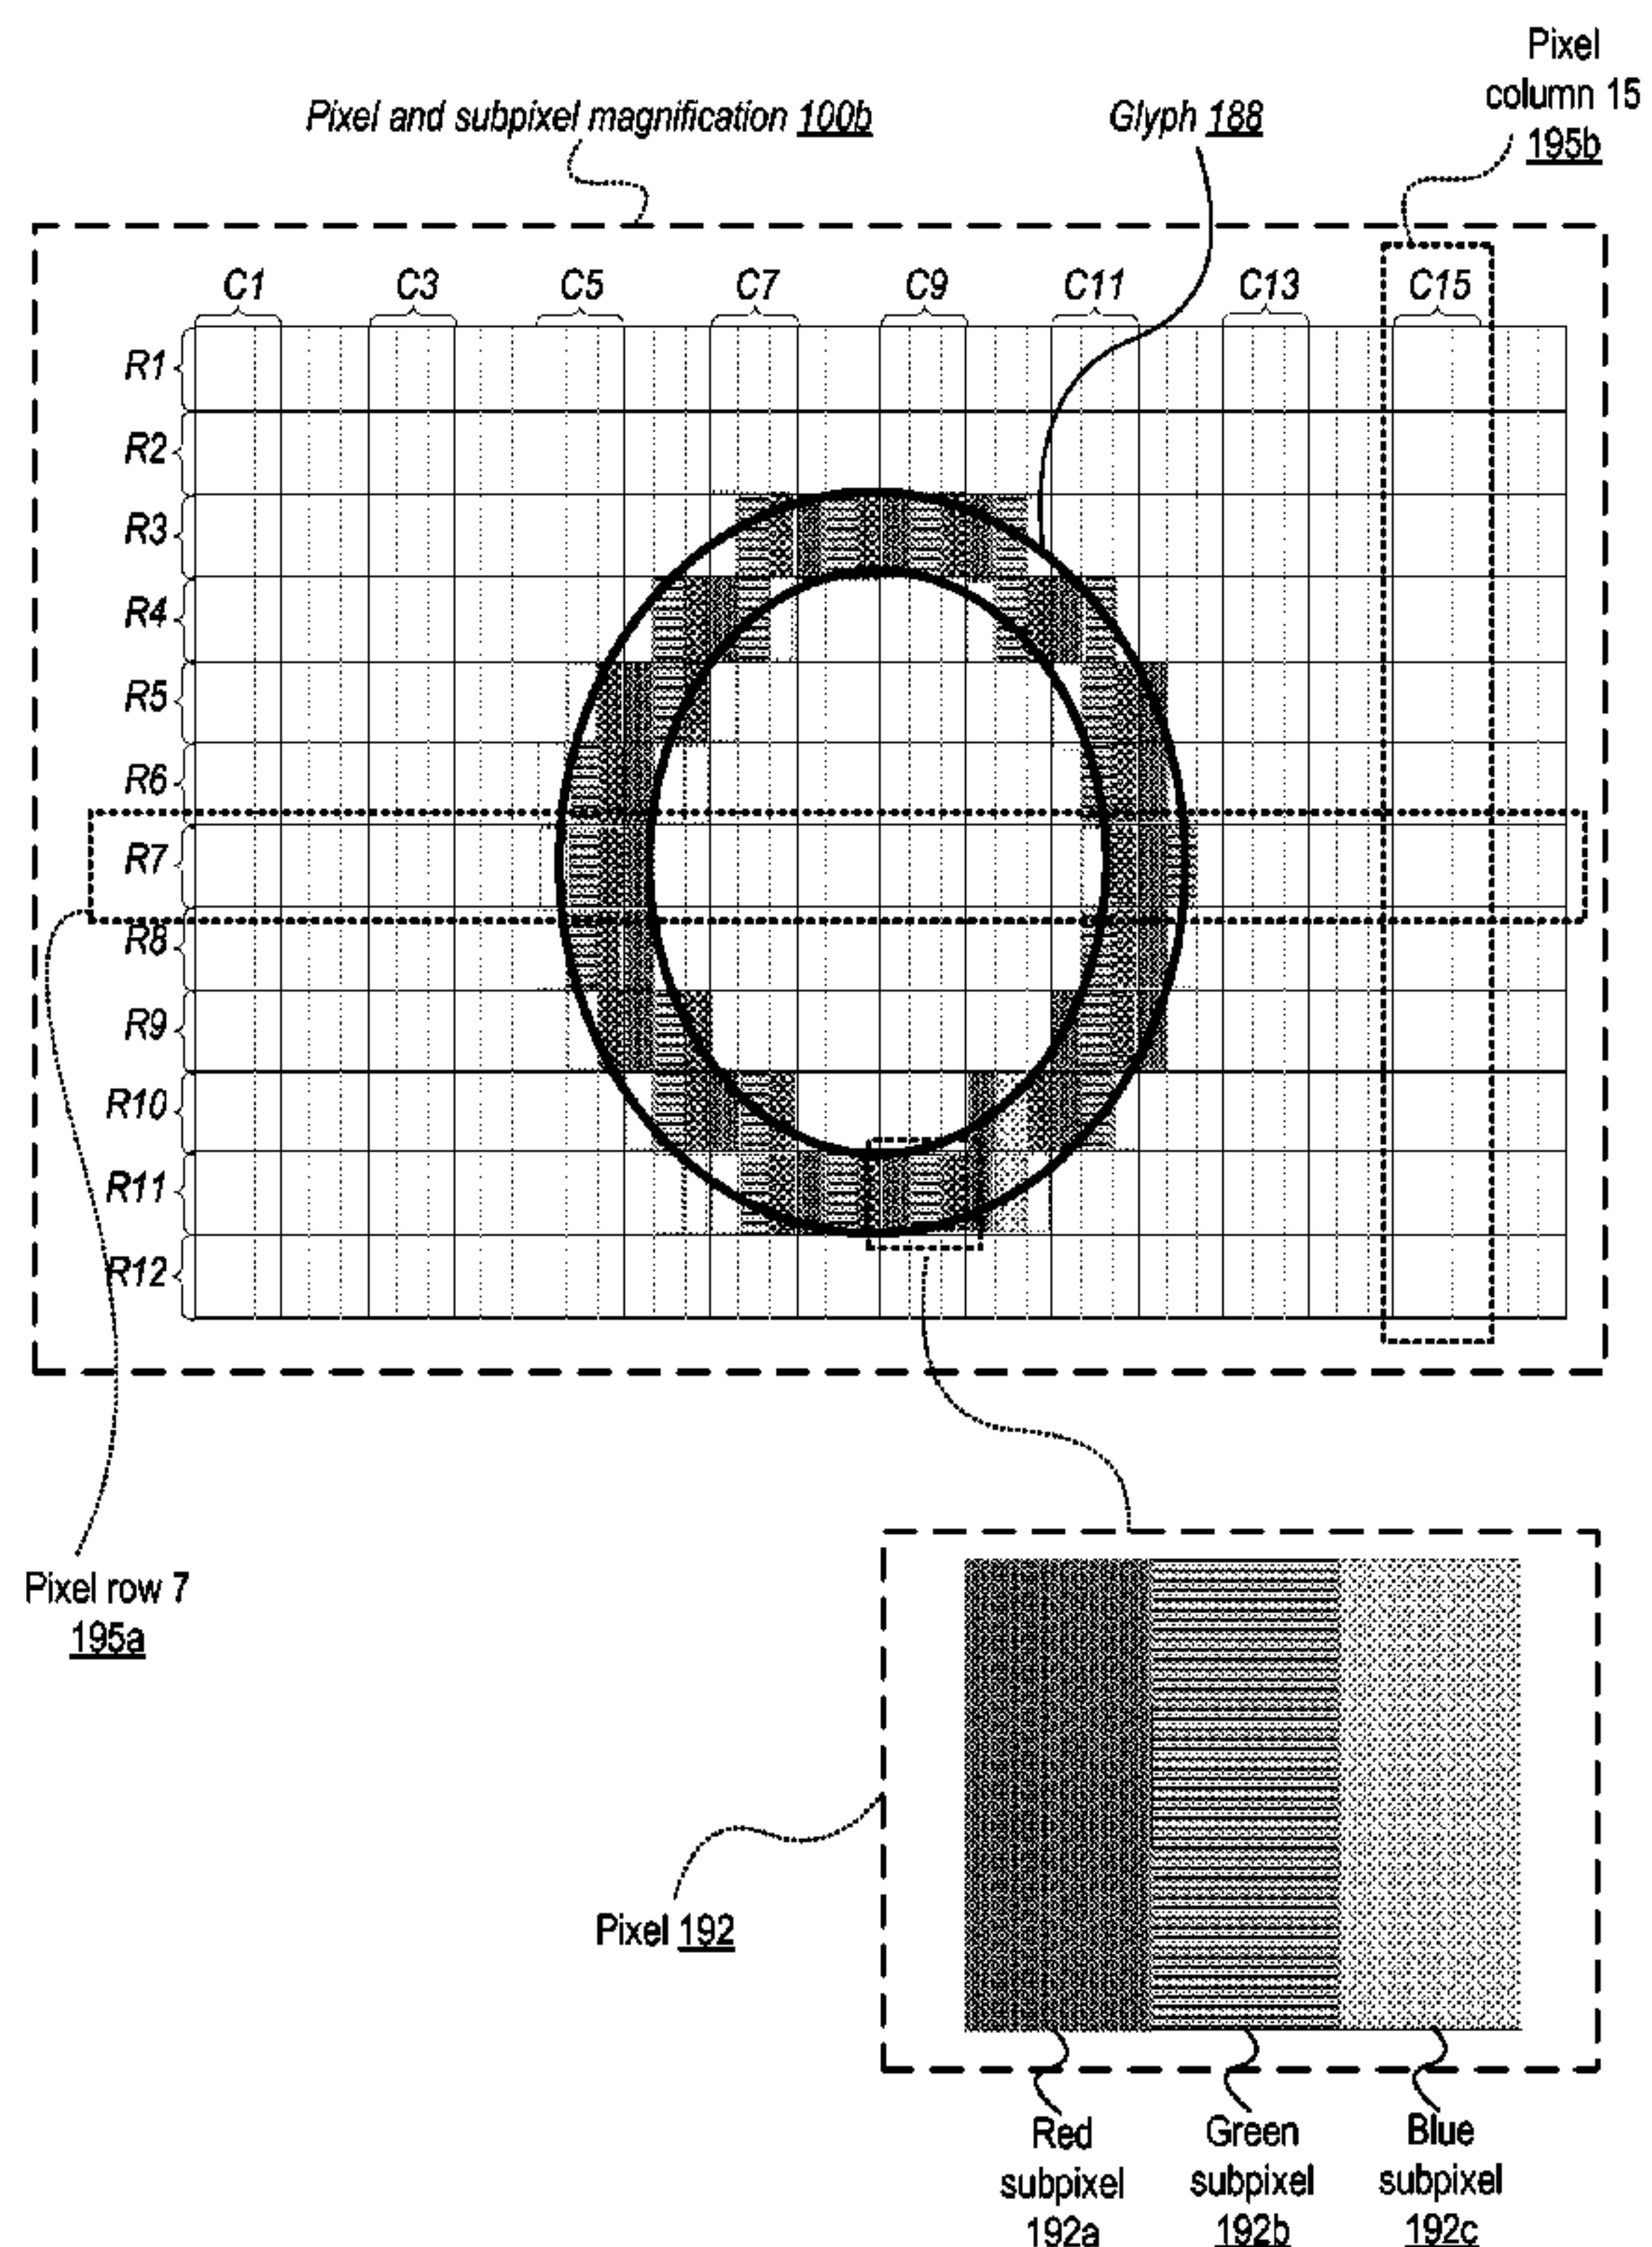 Pixel
column 15
195b
Pixel and subpixel magnification 100b
Glyph 188
C1 C3 C5 C7 C9 C11 C13 C15
R1
R2
R3
R4
R5
R6
R7
R8
R9
R10
R11
R12
Pixel row 7
195a
Pixel 192
Red
subpixel
192a
Green
subpixel
192b
Blue
subpixel
192c